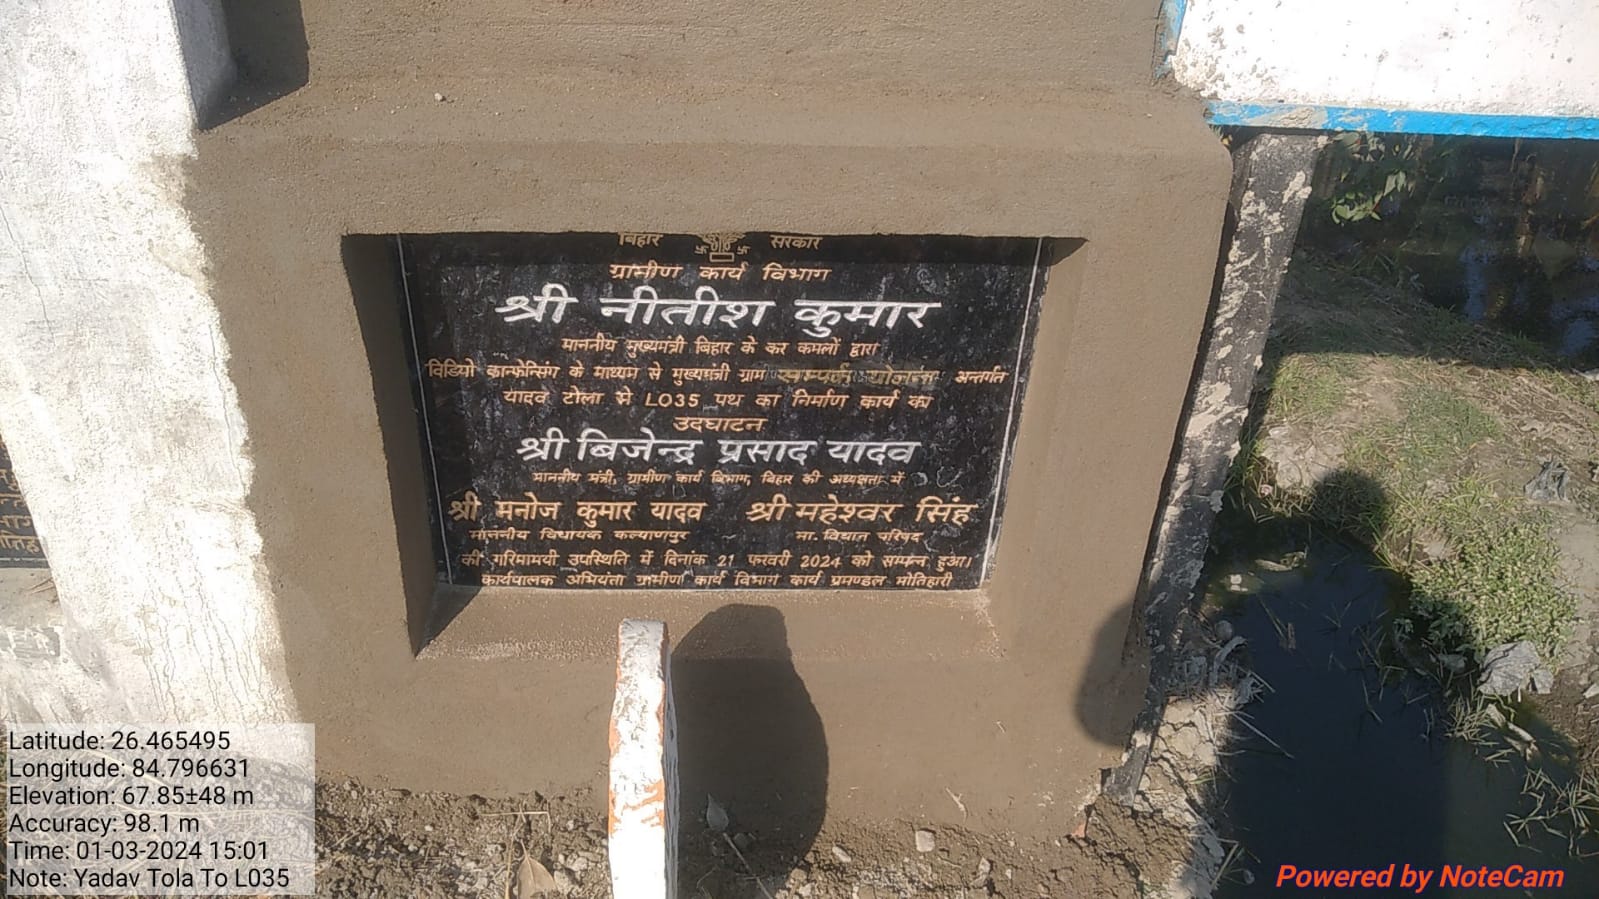 बिहार सरकार
ग्रामीण कार्य विभाग
श्री नीतीश कुमार
माननीय मुख्यमंत्री बिहार के कर कमलों द्वारा
विडियो कान्फ्रेन्सिंग के माध्यम से मुख्यमंत्री ग्रामीण सम्पर्क योजना अन्तर्गत
यादव टोला से L035 पथ का निर्माण कार्य का
उदघाटन
श्री बिजेन्द्र प्रसाद यादव
माननीय मंत्री, ग्रामीण कार्य विभाग, बिहार की अध्यक्षता में
श्री मनोज कुमार यादव श्री महेश्वर सिंह
माननीय विधायक कल्याणपुर मा. विधान परिषद
की गरिमामयी उपस्थिति में दिनांक 21 फरवरी 2024 को सम्पन्न हुआ।
कार्यपालक अभियंता ग्रामीण कार्य विभाग कार्य प्रमण्डल मोतिहारी
Latitude: 26.465495
Longitude: 84.796631
Elevation: 67.85±48 m
Accuracy: 98.1 m
Time: 01-03-2024 15:01
Note: Yadav Tola To L035
Powered by NoteCam